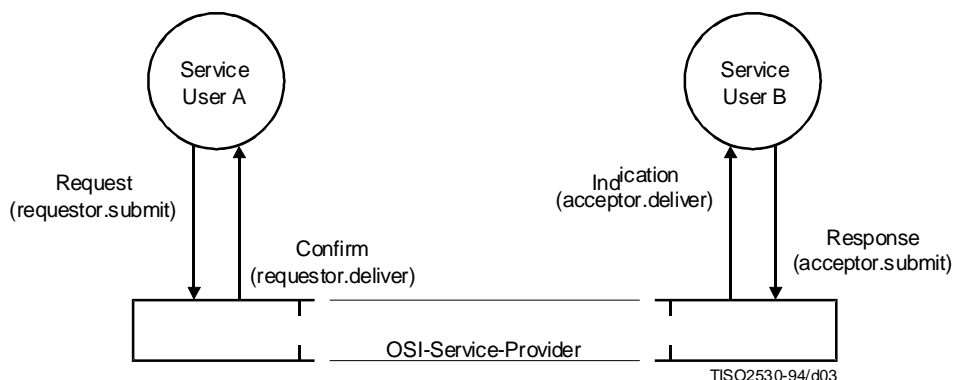 Service
User A
Service
User B
Request
(requestor.submit)
Indication
(acceptor.deliver)
Confirm
(requestor.deliver)
Response
(acceptor.submit)
OSI-Service-Provider
TISO2530-94/d03